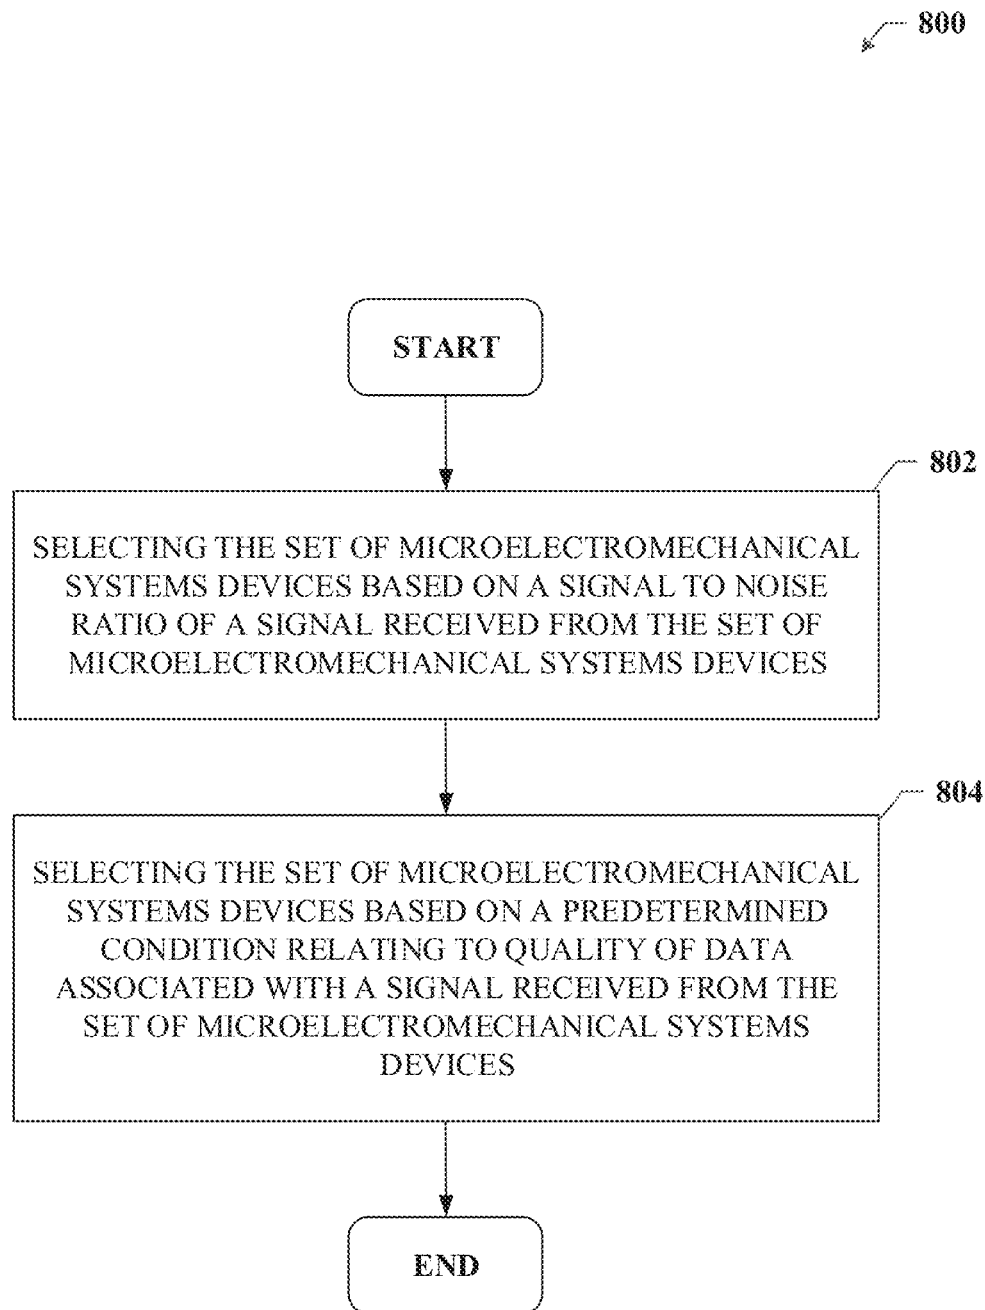 800
START
802
SELECTING THE SET OF MICROELECTROMECHANICAL
SYSTEMS DEVICES BASED ON A SIGNAL TO NOISE
RATIO OF A SIGNAL RECEIVED FROM THE SET OF
MICROELECTROMECHANICAL SYSTEMS DEVICES
804
SELECTING THE SET OF MICROELECTROMECHANICAL
SYSTEMS DEVICES BASED ON A PREDETERMINED
CONDITION RELATING TO QUALITY OF DATA
ASSOCIATED WITH A SIGNAL RECEIVED FROM THE
SET OF MICROELECTROMECHANICAL SYSTEMS
DEVICES
END